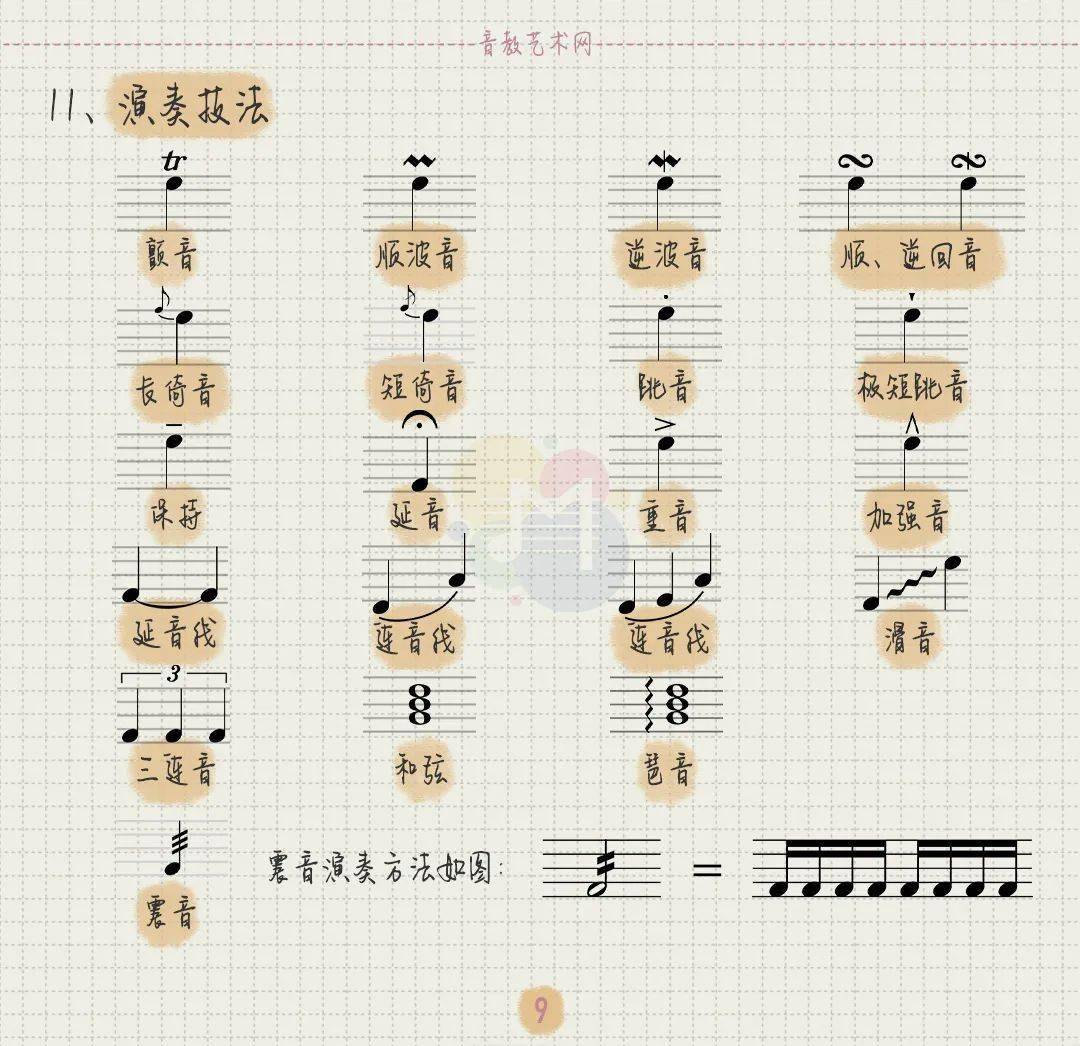 音教艺术网
11、演奏技法
tr
颤音 顺波音 逆波音 顺、逆回音
长倚音 短倚音 跳音 极短跳音
保持 延音 重音 加强音
延音线 连音线 连音线 滑音
3
三连音 和弦 琶音
震音演奏方法如图:
=
震音
9